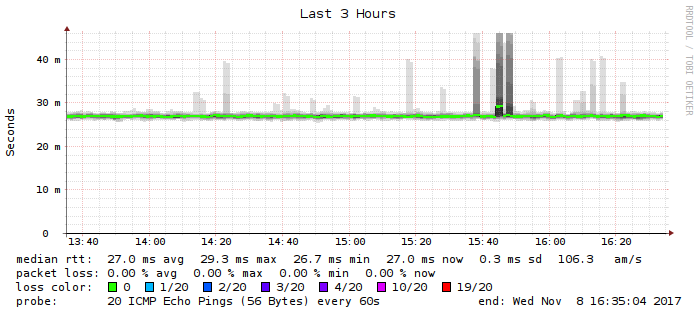 Last 3 Hours
RRDTOOL / TOBI OETIKER
Seconds
40 m
30 m
20 m
10 m
0
13:40 14:00 14:20 14:40 15:00 15:20 15:40 16:00 16:20
median rtt: 27.0 ms avg 29.3 ms max 26.7 ms min 27.0 ms now 0.3 ms sd 106.3 am/s
packet loss: 0.00 % avg 0.00 % max 0.00 % min 0.00 % now
loss color: 0 1/20 2/20 3/20 4/20 10/20 19/20
probe: 20 ICMP Echo Pings (56 Bytes) every 60s end: Wed Nov 8 16:35:04 2017